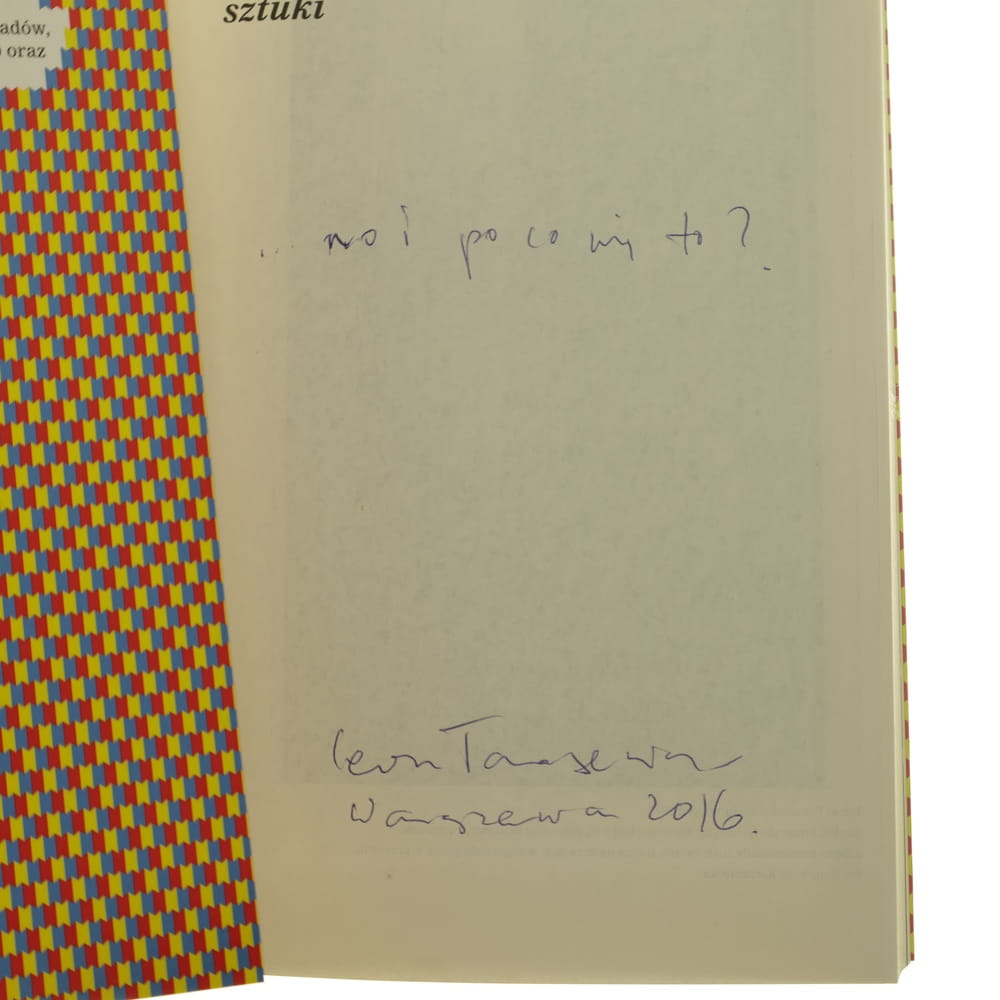 adów,
oraz
sztuki
... no i po co mi to?
Leon Tarasewicz
Warszawa 2016.